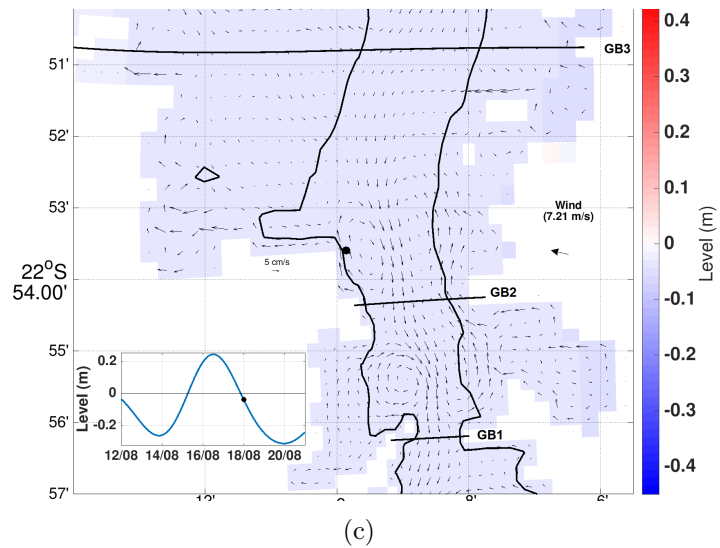 GB3
51'
52'
53'
22°S
54.00'
55'
56'
57'
Wind
(7.21 m/s)
5 cm/s
GB2
GB1
Level (m)
0.2
0
-0.2
12/08 14/08 16/08 18/08 20/08
12'
8'
6'
0.4
0.3
0.2
0.1
0
-0.1
-0.2
-0.3
-0.4
Level (m)
(c)